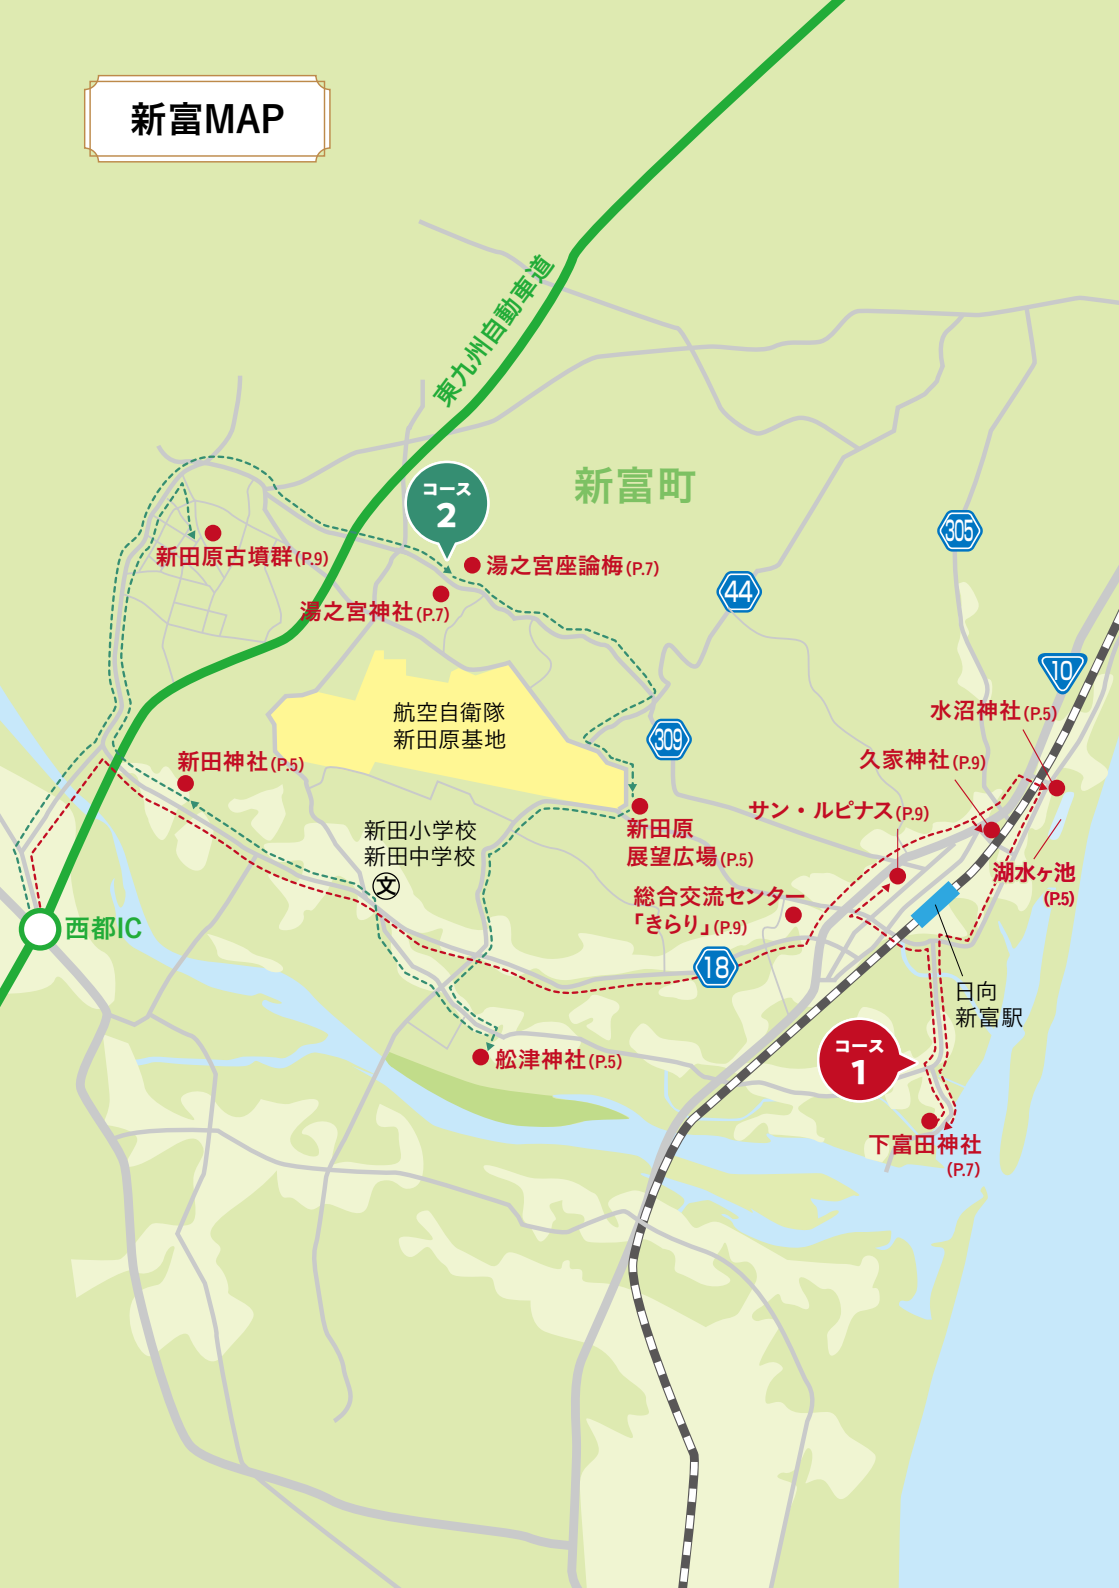 新富MAP
東九州自動車道
コース
2
新富町
305
新田原古墳群(P.9)
湯之宮座論梅(P.7)
44
湯之宮神社(P.7)
10
航空自衛隊
新田原基地
水沼神社(P.5)
309
新田神社(P.5)
久家神社(P.9)
サン・ルピナス(P.9)
新田原
展望広場(P.5)
新田小学校
新田中学校
文
湖水ヶ池
(P.5)
総合交流センター
「きらり」(P.9)
西都IC
18
日向
新富駅
コース
1
舩津神社(P.5)
下富田神社
(P.7)